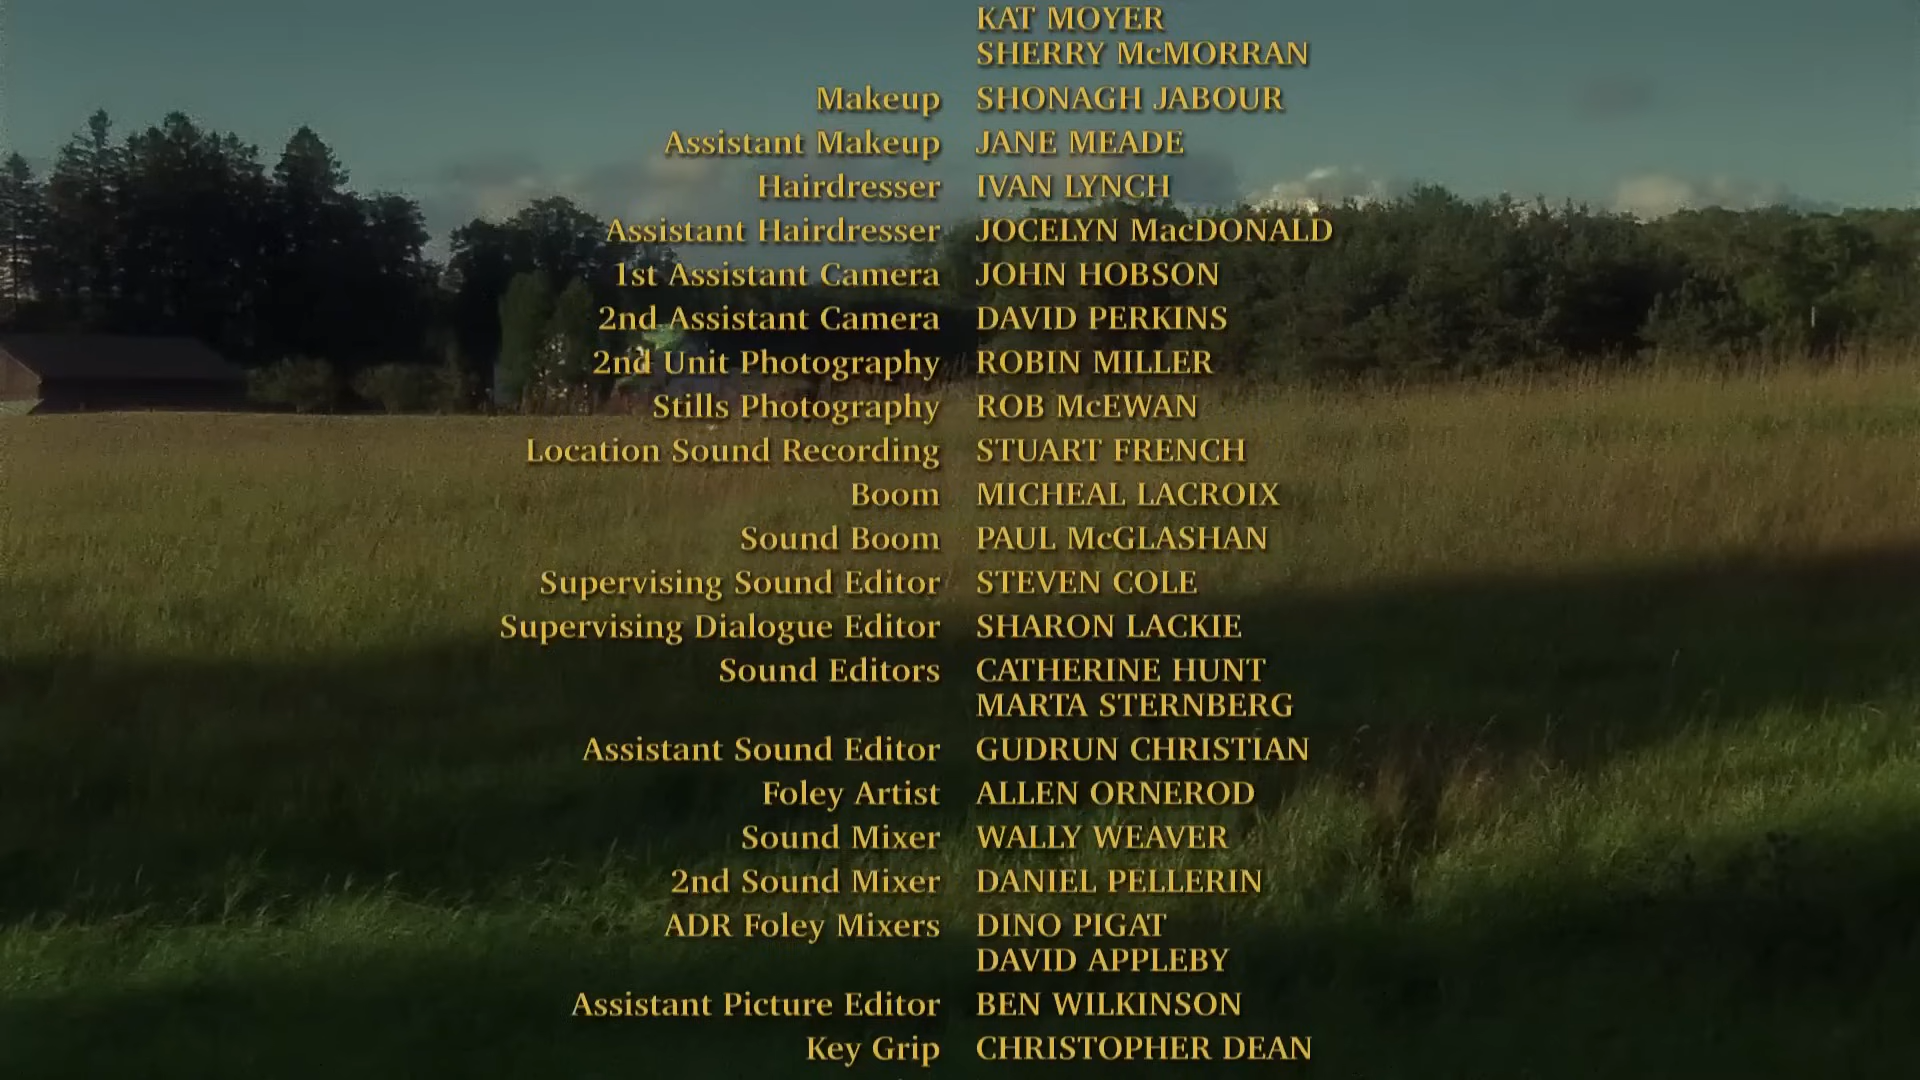 KAT MOYER
SHERRY McMORRAN
Makeup SHONAGH JABOUR
Assistant Makeup JANE MEADE
Hairdresser IVAN LYNCH
Assistant Hairdresser JOCELYN MacDONALD
1st Assistant Camera JOHN HOBSON
2nd Assistant Camera DAVID PERKINS
2nd Unit Photography ROBIN MILLER
Stills Photography ROB McEWAN
Location Sound Recording STUART FRENCH
Boom MICHEAL LACROIX
Sound Boom PAUL McGLASHAN
Supervising Sound Editor STEVEN COLE
Supervising Dialogue Editor SHARON LACKIE
Sound Editors CATHERINE HUNT
MARTA STERNBERG
Assistant Sound Editor GUDRUN CHRISTIAN
Foley Artist ALLEN ORNEROD
Sound Mixer WALLY WEAVER
2nd Sound Mixer DANIEL PELLERIN
ADR Foley Mixers DINO PIGAT
DAVID APPLEBY
Assistant Picture Editor BEN WILKINSON
Key Grip CHRISTOPHER DEAN